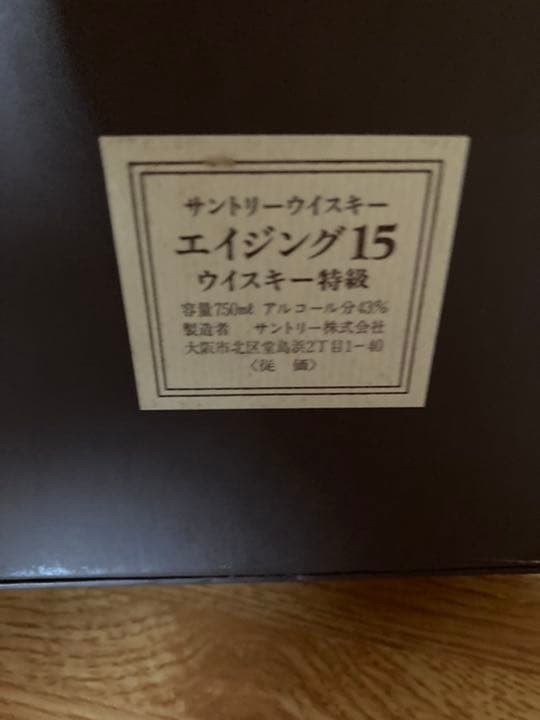 サントリーウイスキー
エイジング15
ウイスキー特級
容量750㎖ アルコール分43%
製造者 サントリー株式会社
大阪市北区堂島浜2丁目1-40
〈従価〉